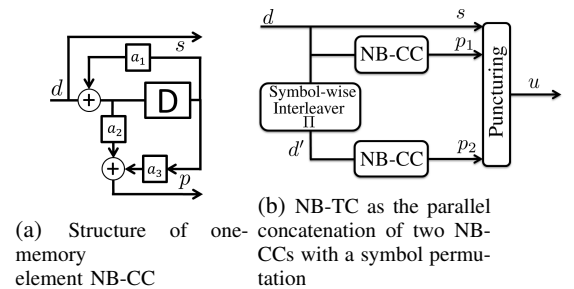 d
s
a1
D
a2
a3
p
(a) Structure of one-
memory
element NB-CC
d
s
NB-CC
p1
Symbol-wise
Interleaver
Π
d′
NB-CC
p2
Puncturing
u
(b) NB-TC as the parallel
concatenation of two NB-
CCs with a symbol permu-
tation